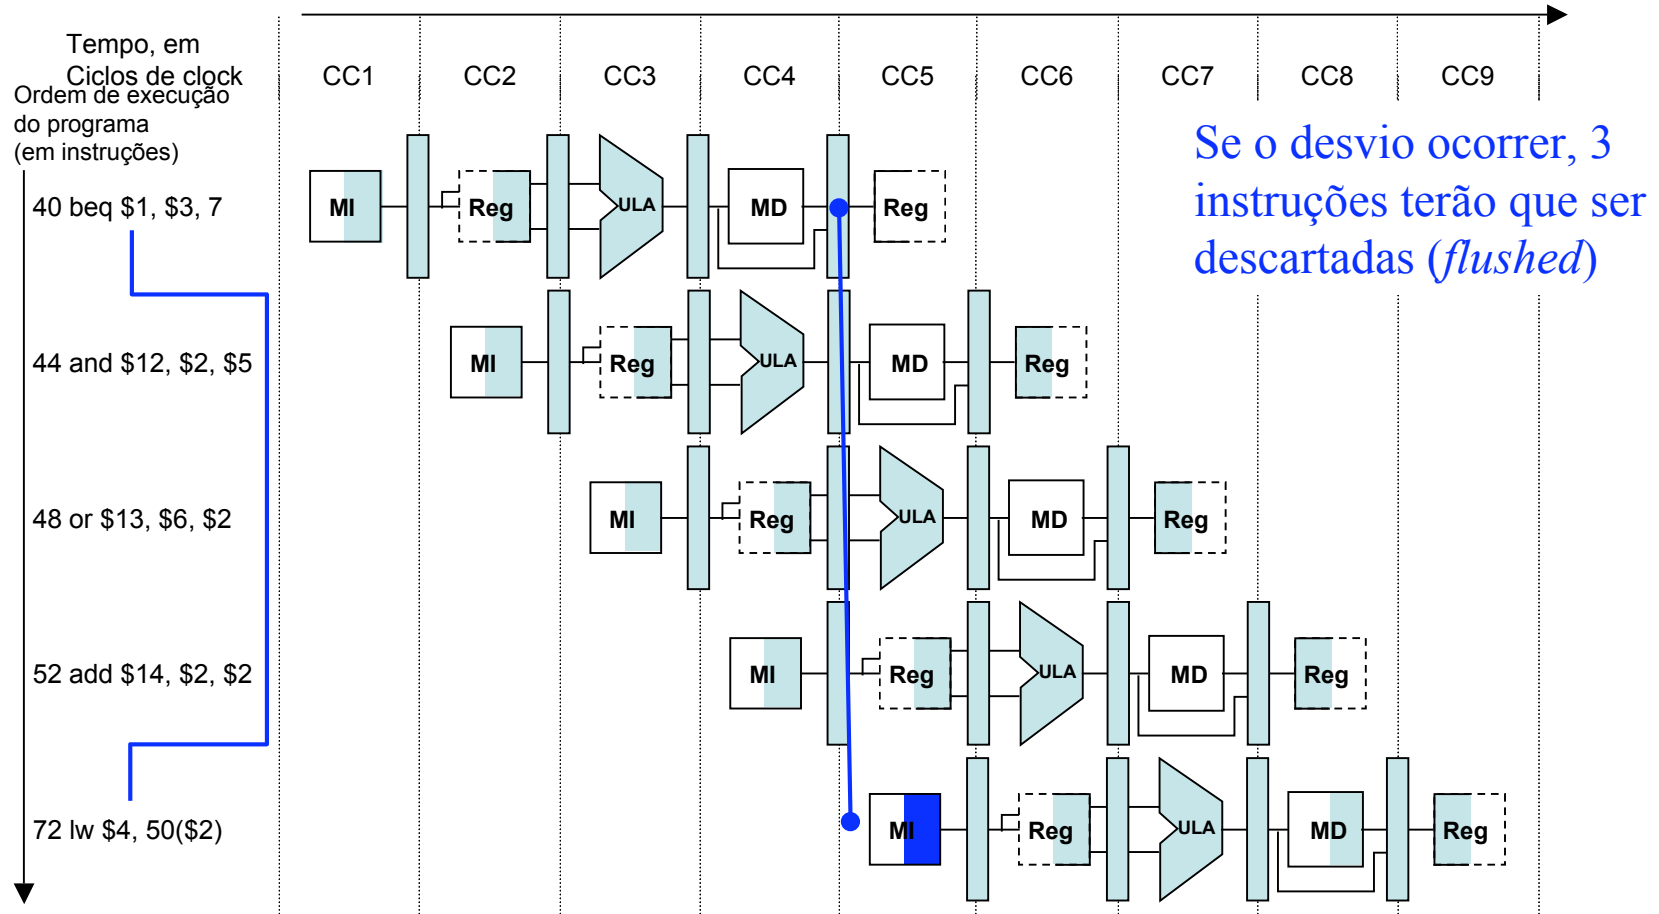 Tempo, em
Ciclos de clock
CC1 CC2 CC3 CC4 CC5 CC6 CC7 CC8 CC9
Ordem de execução
do programa
(em instruções)
Se o desvio ocorrer, 3
instruções terão que ser
descartadas (flushed)
40 beq $1, $3, 7
MI Reg ULA MD Reg
44 and $12, $2, $5
MI Reg ULA MD Reg
48 or $13, $6, $2
MI Reg ULA MD Reg
52 add $14, $2, $2
MI Reg ULA MD Reg
72 lw $4, 50($2)
MI Reg ULA MD Reg